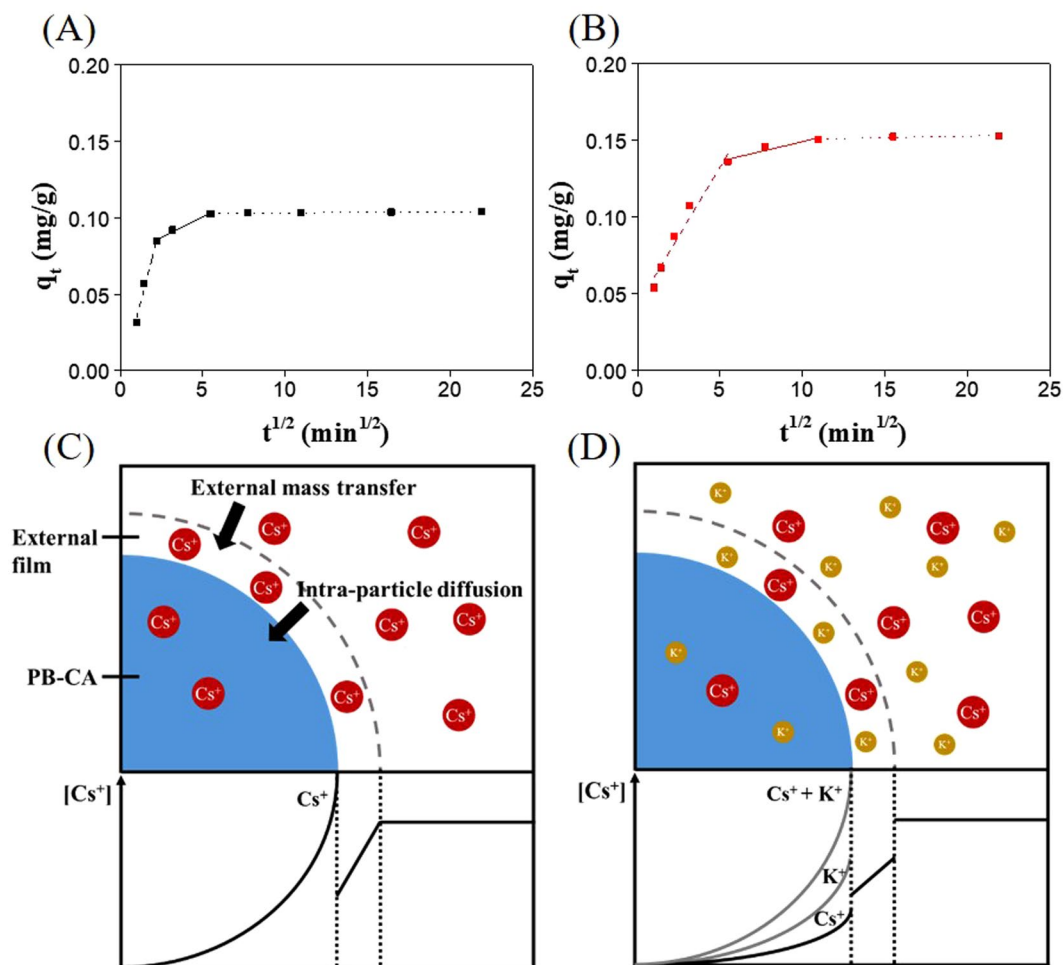 (A)
0.20
0.15
0.10
0.05
0.00
qt (mg/g)
0 5 10 15 20 25
t1/2 (min1/2)
(B)
0.20
0.15
0.10
0.05
0.00
qt (mg/g)
0 5 10 15 20 25
t1/2 (min1/2)
(C)
External mass transfer
External
film
Intra-particle diffusion
PB-CA
Cs+
Cs+
Cs+
Cs+
Cs+
Cs+
Cs+
Cs+
Cs+
Cs+
[Cs+]
Cs+
(D)
K+
K+
Cs+
Cs+
K+
K+
K+
K+
Cs+
Cs+
Cs+
K+
K+
K+
Cs+
Cs+
Cs+
K+
K+
K+
[Cs+]
Cs+ + K+
K+
Cs+